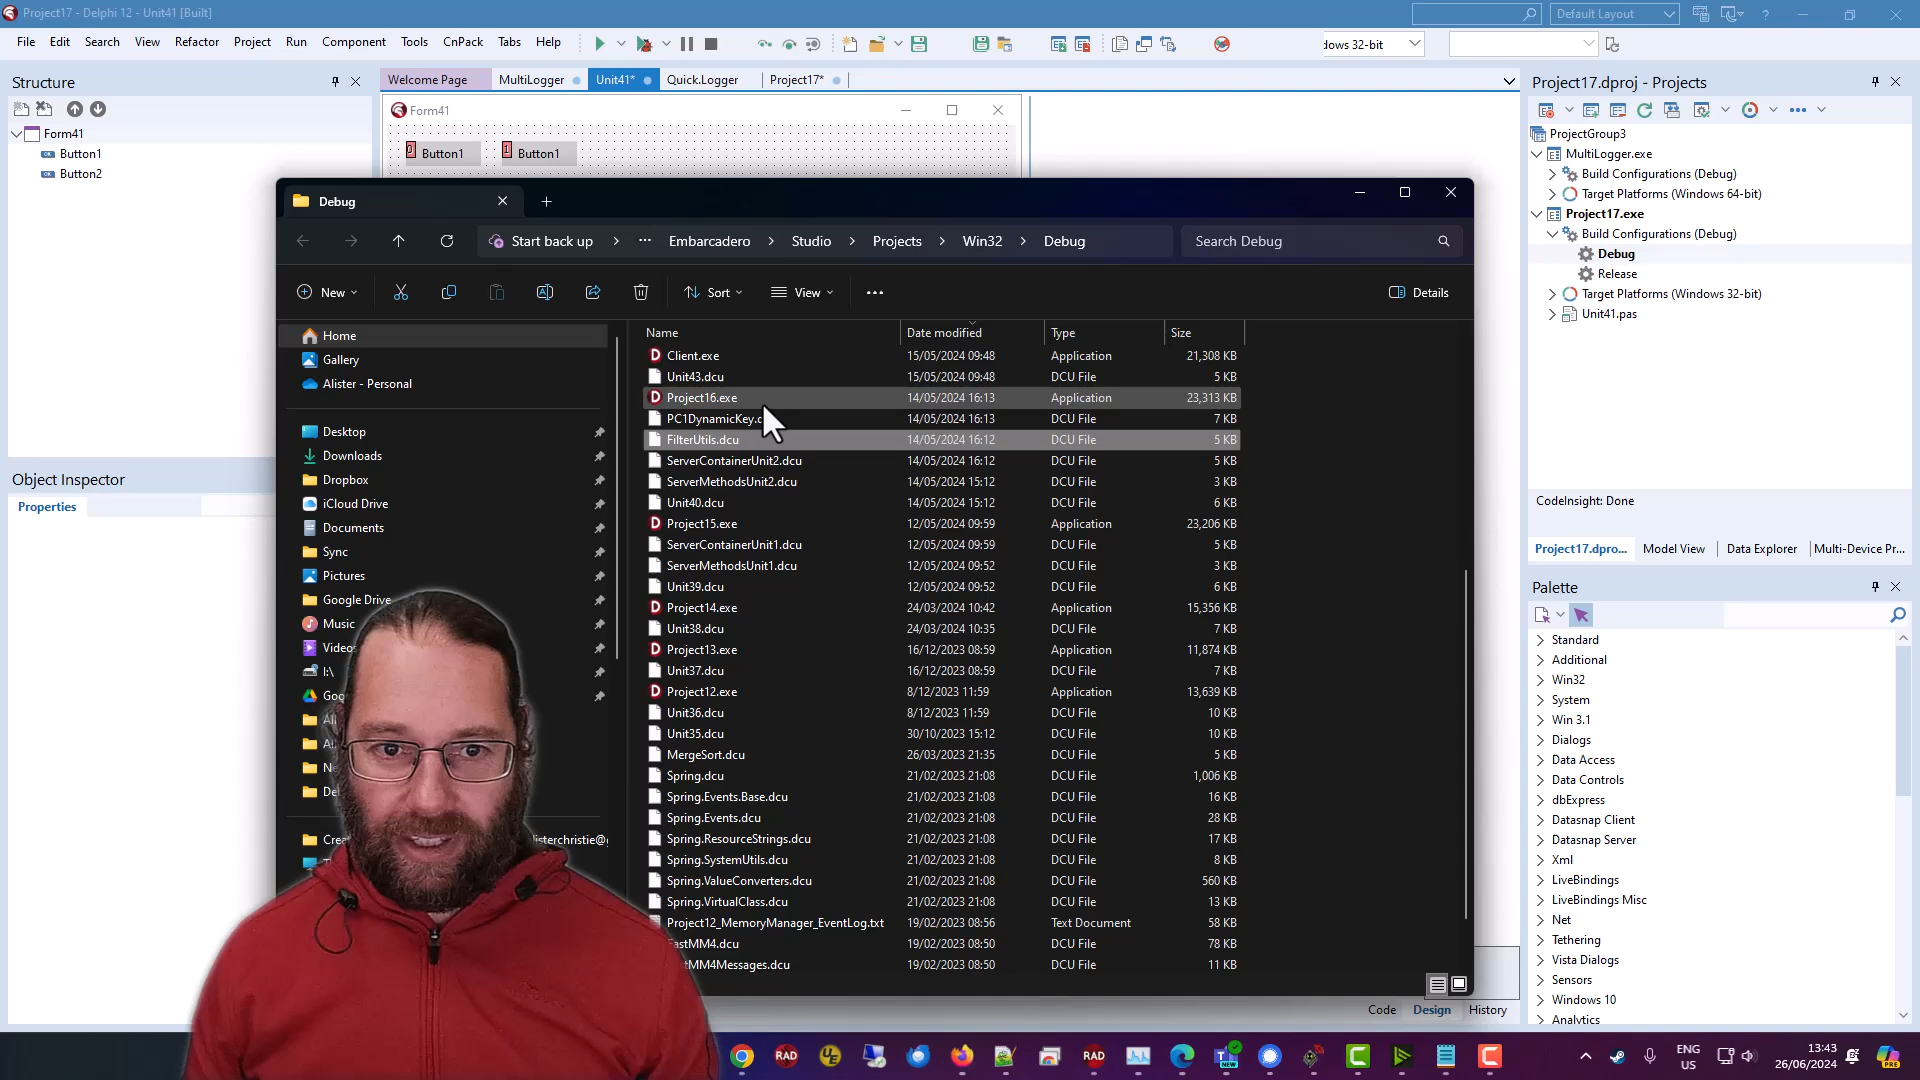 Project17 - Delphi 12 - Unit41 [Built]
Default Layout
File Edit Search View Refactor Project Run Component Tools CnPack Tabs Help
dows 32-bit
Structure
Welcome Page MultiLogger Unit41* Quick.Logger Project17*
Project17.dproj - Projects
Form41
Button1
Button2
Form41
0 Button1 1 Button1
ProjectGroup3
MultiLogger.exe
Build Configurations (Debug)
Target Platforms (Windows 64-bit)
Project17.exe
Build Configurations (Debug)
Debug
Release
Target Platforms (Windows 32-bit)
Unit41.pas
Debug
Start back up ··· Embarcadero Studio Projects Win32 Debug
Search Debug
New Sort View ··· Details
Home
Gallery
Alister - Personal
Desktop
Downloads
Dropbox
iCloud Drive
Documents
Sync
Pictures
Google Drive
Music
Videos
I:\
Name Date modified Type Size
Client.exe 15/05/2024 09:48 Application 21,308 KB
Unit43.dcu 15/05/2024 09:48 DCU File 5 KB
Project16.exe 14/05/2024 16:13 Application 23,313 KB
PC1DynamicKey.d 14/05/2024 16:13 DCU File 7 KB
FilterUtils.dcu 14/05/2024 16:12 DCU File 5 KB
ServerContainerUnit2.dcu 14/05/2024 16:12 DCU File 5 KB
ServerMethodsUnit2.dcu 14/05/2024 15:12 DCU File 3 KB
Unit40.dcu 14/05/2024 15:12 DCU File 6 KB
Project15.exe 12/05/2024 09:59 Application 23,206 KB
ServerContainerUnit1.dcu 12/05/2024 09:59 DCU File 5 KB
ServerMethodsUnit1.dcu 12/05/2024 09:52 DCU File 3 KB
Unit39.dcu 12/05/2024 09:52 DCU File 6 KB
Project14.exe 24/03/2024 10:42 Application 15,356 KB
Unit38.dcu 24/03/2024 10:35 DCU File 7 KB
Project13.exe 16/12/2023 08:59 Application 11,874 KB
Unit37.dcu 16/12/2023 08:59 DCU File 7 KB
Project12.exe 8/12/2023 11:59 Application 13,639 KB
Unit36.dcu 8/12/2023 11:59 DCU File 10 KB
Unit35.dcu 30/10/2023 15:12 DCU File 10 KB
MergeSort.dcu 26/03/2023 21:35 DCU File 5 KB
Spring.dcu 21/02/2023 21:08 DCU File 1,006 KB
Spring.Events.Base.dcu 21/02/2023 21:08 DCU File 16 KB
Spring.Events.dcu 21/02/2023 21:08 DCU File 28 KB
Spring.ResourceStrings.dcu 21/02/2023 21:08 DCU File 17 KB
Spring.SystemUtils.dcu 21/02/2023 21:08 DCU File 8 KB
Spring.ValueConverters.dcu 21/02/2023 21:08 DCU File 560 KB
Spring.VirtualClass.dcu 21/02/2023 21:08 DCU File 13 KB
Project12_MemoryManager_EventLog.txt 19/02/2023 08:56 Text Document 58 KB
astMM4.dcu 19/02/2023 08:50 DCU File 78 KB
tMM4Messages.dcu 19/02/2023 08:50 DCU File 11 KB
Object Inspector
Properties
CodeInsight: Done
Project17.dpro... Model View Data Explorer Multi-Device Pr...
Palette
Standard
Additional
Win32
System
Win 3.1
Dialogs
Data Access
Data Controls
dbExpress
Datasnap Client
Datasnap Server
Xml
LiveBindings
LiveBindings Misc
Net
Tethering
Vista Dialogs
Sensors
Windows 10
Analytics
Code Design History
RAD
RAD
ENG
US
13:43
26/06/2024